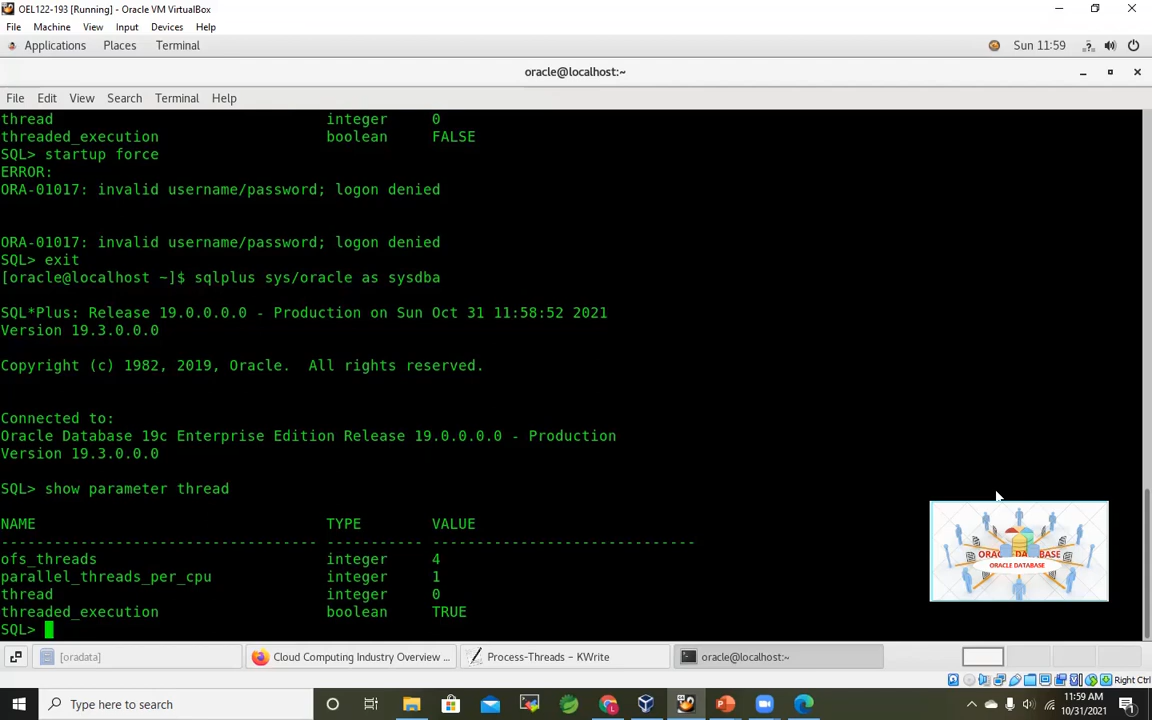 OEL122-193 [Running] - Oracle VM VirtualBox
File Machine View Input Devices Help
Applications Places Terminal Sun 11:59
oracle@localhost:~
File Edit View Search Terminal Help
thread integer 0
threaded_execution boolean FALSE
SQL> startup force
ERROR:
ORA-01017: invalid username/password; logon denied
ORA-01017: invalid username/password; logon denied
SQL> exit
[oracle@localhost ~]$ sqlplus sys/oracle as sysdba
SQL*Plus: Release 19.0.0.0.0 - Production on Sun Oct 31 11:58:52 2021
Version 19.3.0.0.0
Copyright (c) 1982, 2019, Oracle.  All rights reserved.
Connected to:
Oracle Database 19c Enterprise Edition Release 19.0.0.0.0 - Production
Version 19.3.0.0.0
SQL> show parameter thread
NAME TYPE VALUE
------------------------------------ ----------- ------------------------------
ofs_threads integer 4
parallel_threads_per_cpu integer 1
thread integer 0
threaded_execution boolean TRUE
SQL>
ORACLE DATABASE
ORACLE DATABASE
[oradata] Cloud Computing Industry Overview ... Process-Threads – KWrite oracle@localhost:~
Right Ctrl
Type here to search
11:59 AM
10/31/2021